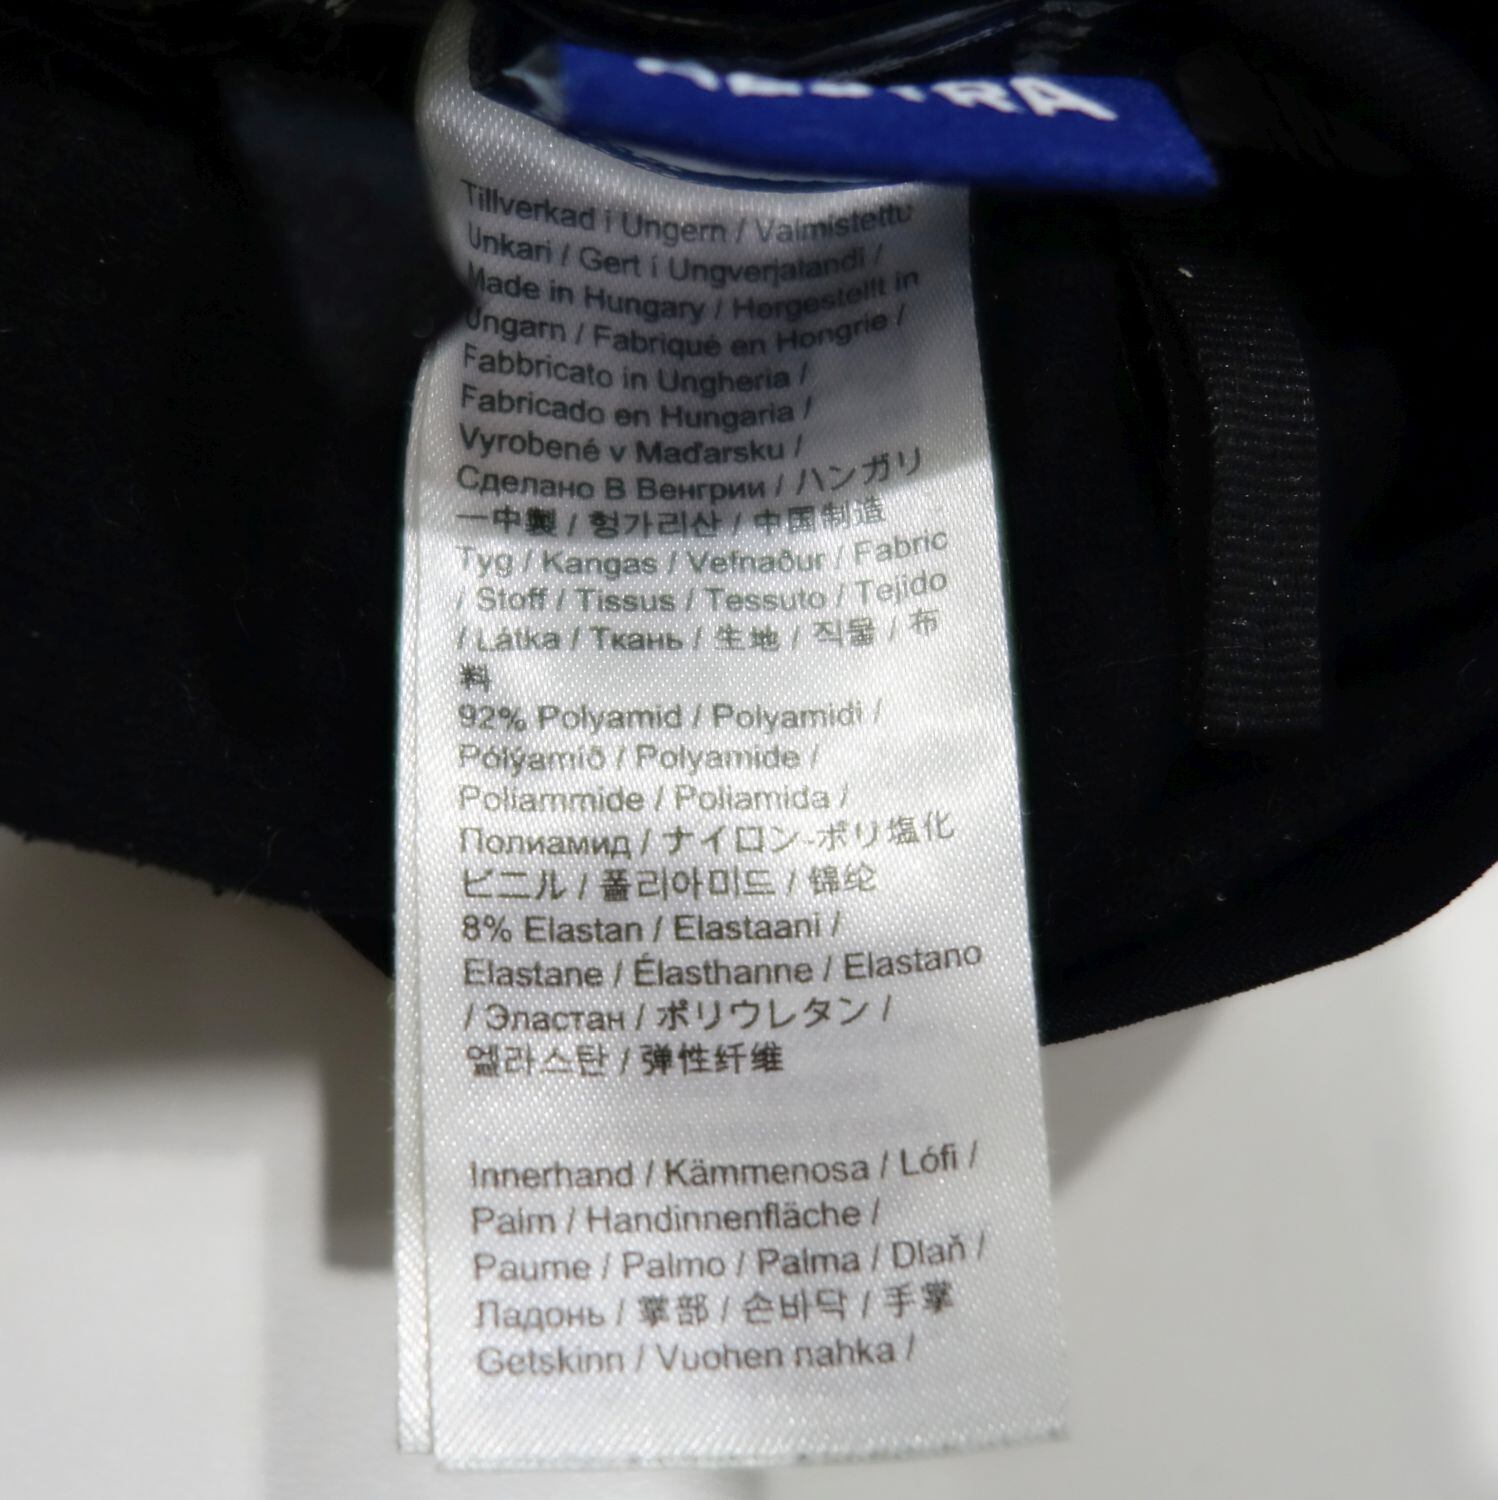 Tillverkad i Ungern / Valmistettu
Unkari / Gert í Ungverjalandi /
Made in Hungary / Hergestellt in
Ungarn / Fabriqué en Hongrie /
Fabbricato in Ungheria /
Fabricado en Hungaria /
Vyrobené v Maďarsku /
Сделано В Венгрии / ハンガリ
ー中製 / 헝가리산 / 中国制造
Tyg / Kangas / Vefnaður / Fabric
/ Stoff / Tissus / Tessuto / Tejido
/ Látka / Ткань / 生地 / 직물 / 布
料
92% Polyamid / Polyamidi /
Pólýamíð / Polyamide /
Poliammide / Poliamida /
Полиамид / ナイロン-ポリ塩化
ビニル / 폴리아미드 / 锦纶
8% Elastan / Elastaani /
Elastane / Élasthanne / Elastano
/ Эластан / ポリウレタン /
엘라스탄 / 弹性纤维
Innerhand / Kämmenosa / Lófi /
Palm / Handinnenfläche /
Paume / Palmo / Palma / Dlaň /
Ладонь / 掌部 / 손바닥 / 手掌
Getskinn / Vuohen nahka /